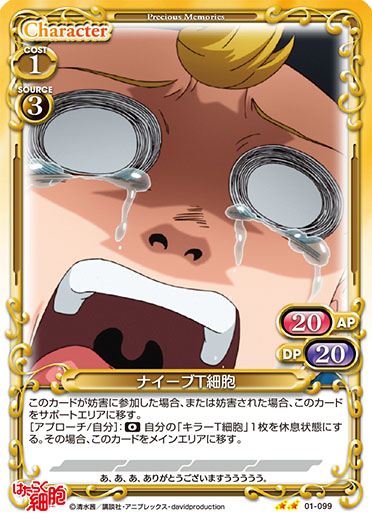 Precious Memories
Character
COST
1
SOURCE
3
20 AP
DP 20
ナイーブT細胞
このカードが妨害に参加した場合、または妨害された場合、このカード
をサポートエリアに移す。
[アプローチ/自分]:0 自分の「キラーT細胞」1枚を休息状態にす
る。その場合、このカードをメインエリアに移す。
あ、あ、あ、ありがとうございますうううう。
はたらく
細胞
©清水茜/講談社・アニプレックス・davidproduction
01-099